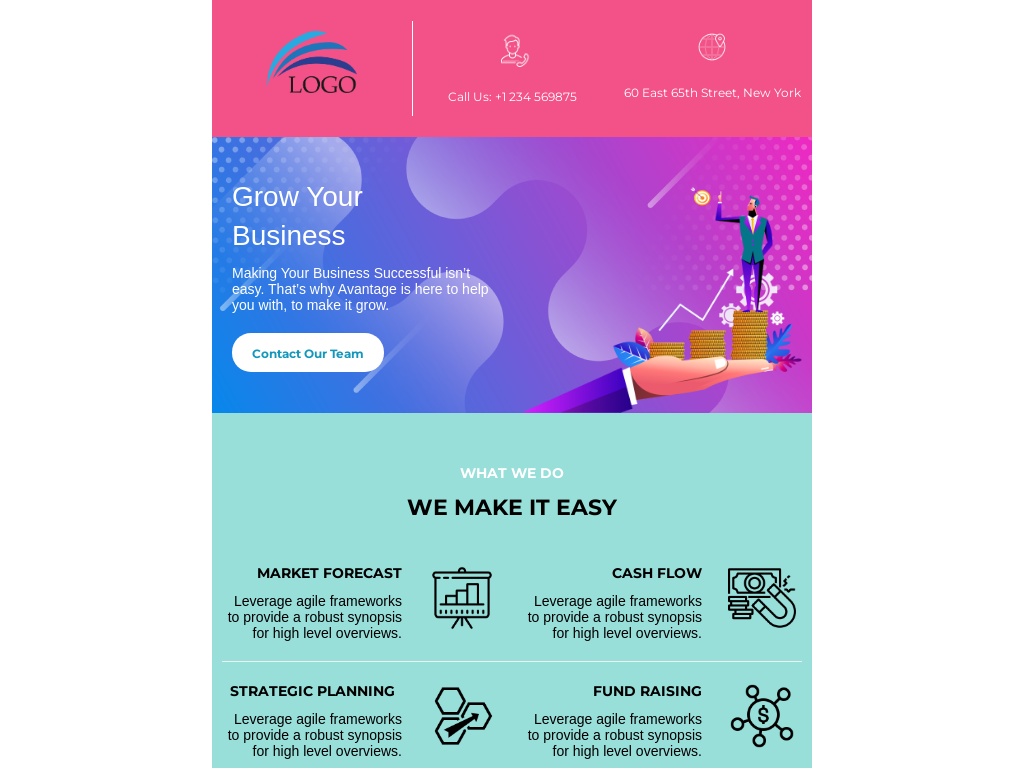 LOGO
Call Us: +1 234 569875
60 East 65th Street, New York
Grow Your
Business
Making Your Business Successful isn't
easy. That's why Avantage is here to help
you with, to make it grow.
Contact Our Team
WHAT WE DO
WE MAKE IT EASY
MARKET FORECAST
Leverage agile frameworks
to provide a robust synopsis
for high level overviews.
CASH FLOW
Leverage agile frameworks
to provide a robust synopsis
for high level overviews.
STRATEGIC PLANNING
Leverage agile frameworks
to provide a robust synopsis
for high level overviews.
FUND RAISING
Leverage agile frameworks
to provide a robust synopsis
for high level overviews.